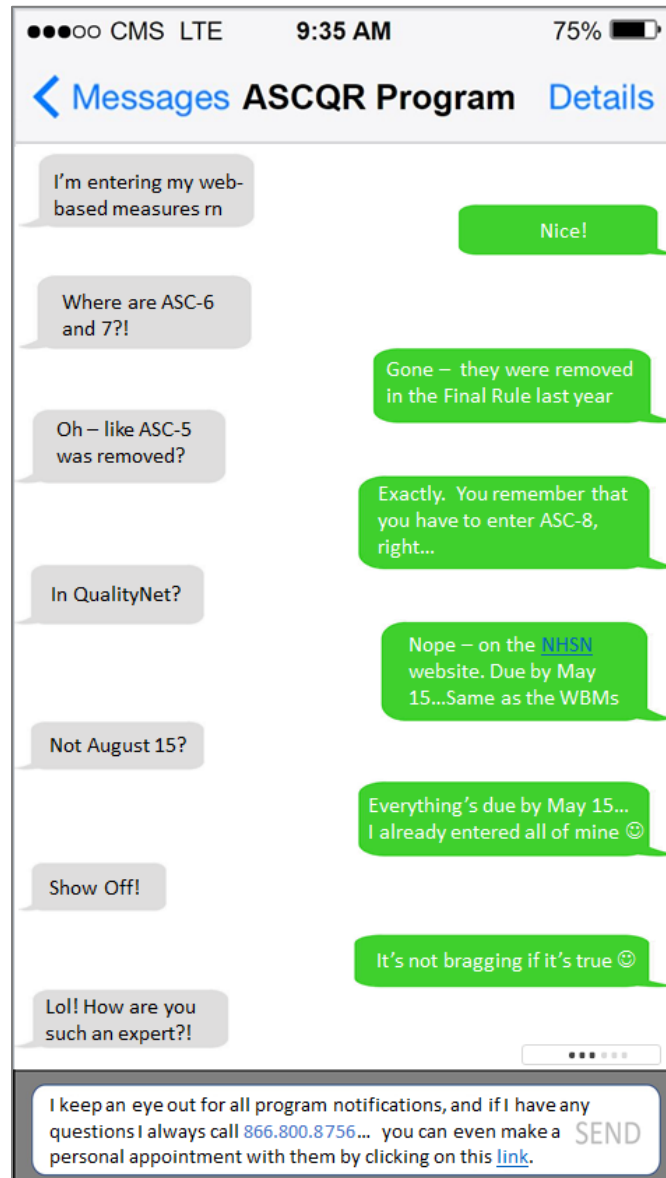 CMS LTE 9:35 AM 75%
Messages ASCQR Program Details
I'm entering my web-
based measures rn
Nice!
Where are ASC-6
and 7?!
Gone – they were removed
in the Final Rule last year
Oh – like ASC-5
was removed?
Exactly. You remember that
you have to enter ASC-8,
right...
In QualityNet?
Nope – on the NHSN
website. Due by May
15...Same as the WBMs
Not August 15?
Everything's due by May 15...
I already entered all of mine ☺
Show Off!
It's not bragging if it's true ☺
Lol! How are you
such an expert?!
I keep an eye out for all program notifications, and if I have any
questions I always call 866.800.8756... you can even make a
personal appointment with them by clicking on this link.
SEND